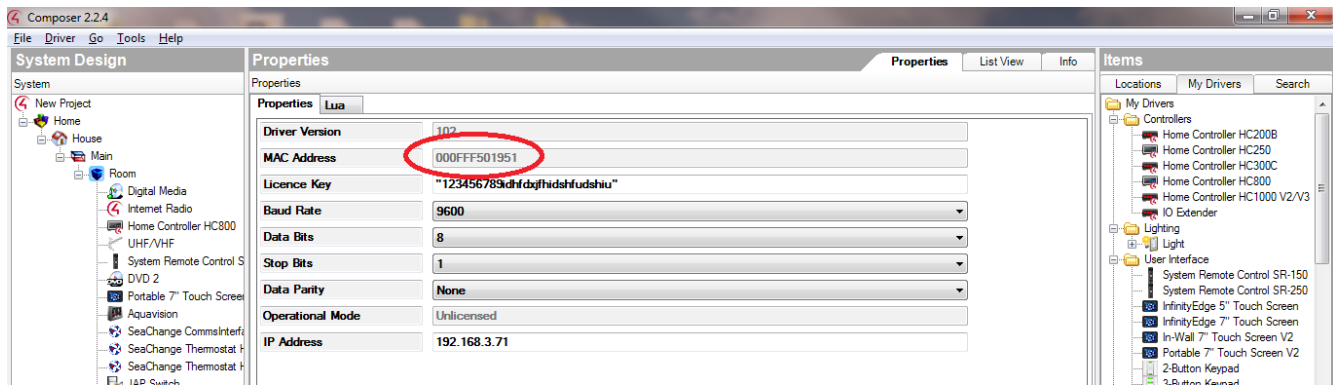 Composer 2.2.4
File Driver Go Tools Help
System Design
System
New Project
Home
House
Main
Room
Digital Media
Internet Radio
Home Controller HC800
UHF/VHF
System Remote Control S
DVD 2
Portable 7" Touch Screen
Aquavision
SeaChange CommsInterfa
SeaChange Thermostat H
SeaChange Thermostat H
JAP Switch
Properties
Properties List View Info
Properties
Properties Lua
Driver Version 102
MAC Address 000FFF501951
Licence Key "123456789idhfdxjfhidshfudshiu"
Baud Rate 9600
Data Bits 8
Stop Bits 1
Data Parity None
Operational Mode Unlicensed
IP Address 192.168.3.71
Items
Locations My Drivers Search
My Drivers
Controllers
Home Controller HC200B
Home Controller HC250
Home Controller HC300C
Home Controller HC800
Home Controller HC1000 V2/V3
IO Extender
Lighting
Light
User Interface
System Remote Control SR-150
System Remote Control SR-250
InfinityEdge 5" Touch Screen
InfinityEdge 7" Touch Screen
In-Wall 7" Touch Screen V2
Portable 7" Touch Screen V2
2-Button Keypad
3-Button Keypad